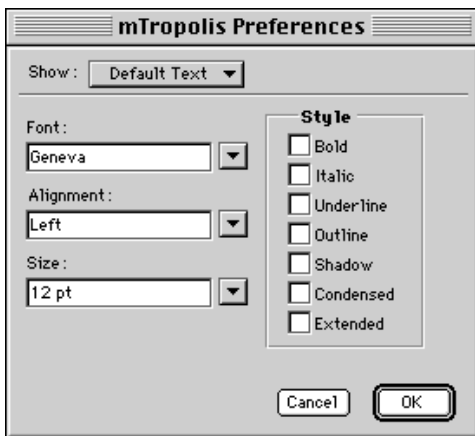 mTropolis Preferences
Show: Default Text
Font:
Geneva
Alignment:
Left
Size:
12 pt
Style
Bold
Italic
Underline
Outline
Shadow
Condensed
Extended
Cancel OK